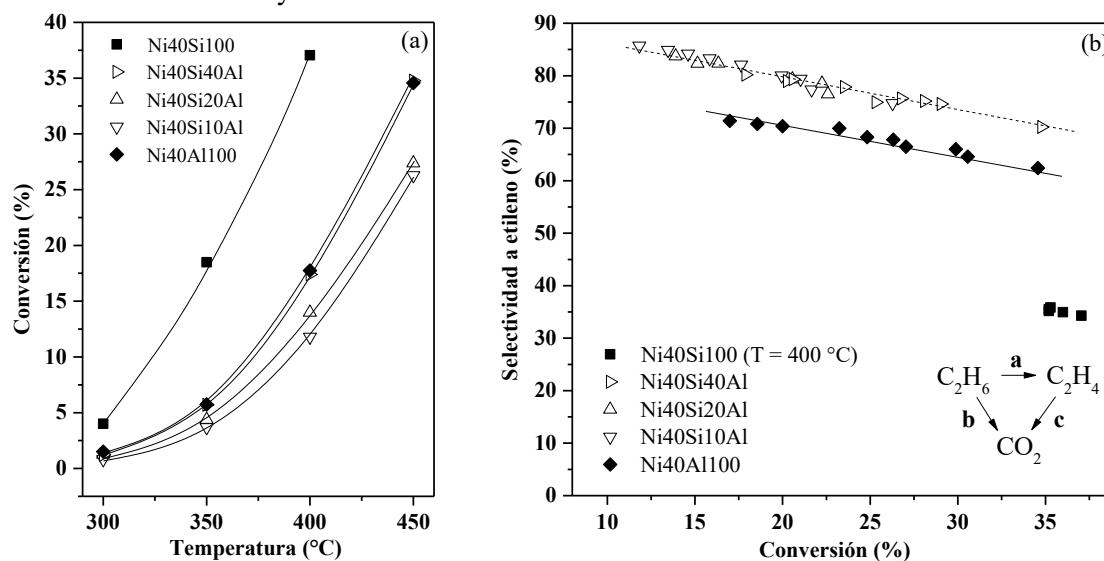 y
(a)
Ni40Si100
Ni40Si40Al
Ni40Si20Al
Ni40Si10Al
Ni40Al100
40
35
30
25
20
15
10
5
0
Conversión (%)
300 350 400 450
Temperatura (°C)
(b)
90
80
70
60
50
40
30
20
10
0
Selectividad a etileno (%)
Ni40Si100 (T = 400 °C)
Ni40Si40Al
Ni40Si20Al
Ni40Si10Al
Ni40Al100
a
C₂H₆ C₂H₄
b c
CO₂
10 15 20 25 30 35
Conversión (%)